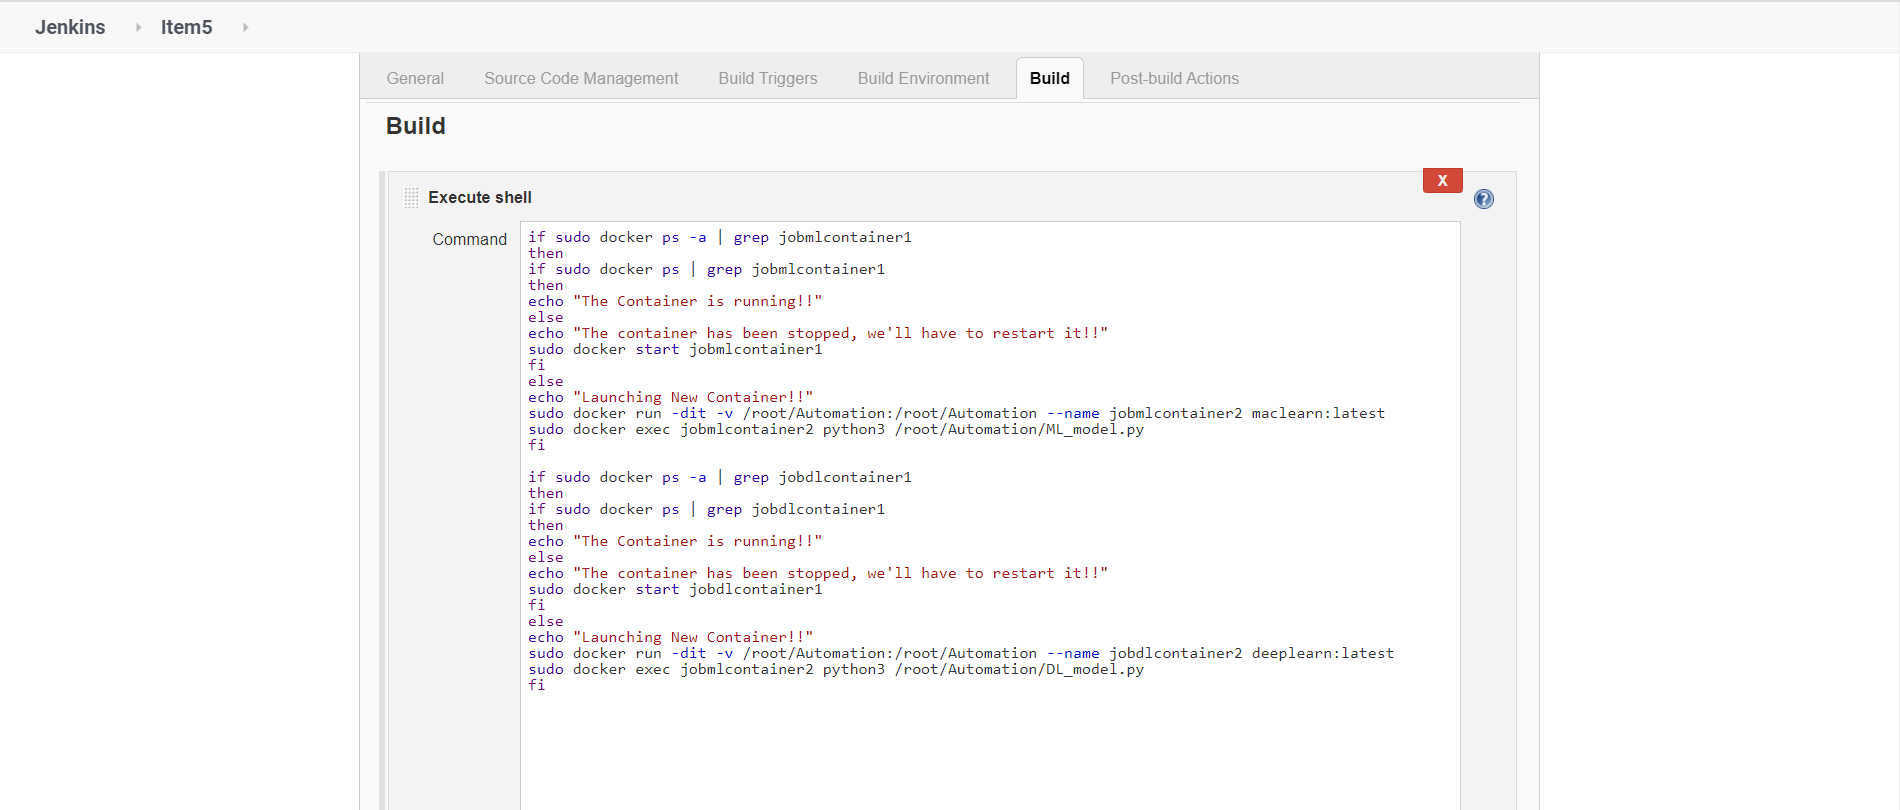 Jenkins Item5
General Source Code Management Build Triggers Build Environment Build Post-build Actions
Build
X
Execute shell
?
Command
if sudo docker ps -a | grep jobmlcontainer1
then
if sudo docker ps | grep jobmlcontainer1
then
echo "The Container is running!!"
else
echo "The container has been stopped, we'll have to restart it!!"
sudo docker start jobmlcontainer1
fi
else
echo "Launching New Container!!"
sudo docker run -dit -v /root/Automation:/root/Automation --name jobmlcontainer2 maclearn:latest
sudo docker exec jobmlcontainer2 python3 /root/Automation/ML_model.py
fi
if sudo docker ps -a | grep jobdlcontainer1
then
if sudo docker ps | grep jobdlcontainer1
then
echo "The Container is running!!"
else
echo "The container has been stopped, we'll have to restart it!!"
sudo docker start jobdlcontainer1
fi
else
echo "Launching New Container!!"
sudo docker run -dit -v /root/Automation:/root/Automation --name jobdlcontainer2 deeplearn:latest
sudo docker exec jobmlcontainer2 python3 /root/Automation/DL_model.py
fi